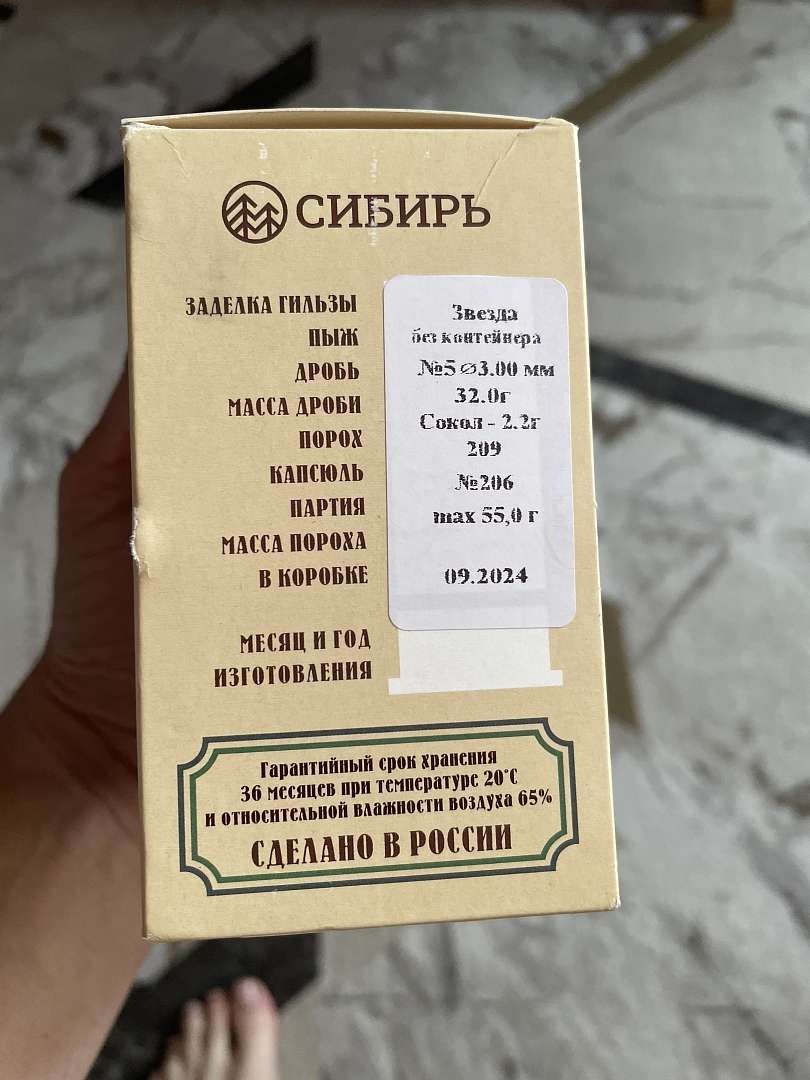 СИБИРЬ
ЗАДЕЛКА ГИЛЬЗЫ
ПЫЖ
ДРОБЬ
МАССА ДРОБИ
ПОРОХ
КАПСЮЛЬ
ПАРТИЯ
МАССА ПОРОХА
В КОРОБКЕ
МЕСЯЦ И ГОД
ИЗГОТОВЛЕНИЯ
Звезда
без контейнера
№5 ⌀3.00 мм
32.0г
Сокол - 2.2г
209
№206
max 55,0 г
09.2024
Гарантийный срок хранения
36 месяцев при температуре 20°С
и относительной влажности воздуха 65%
СДЕЛАНО В РОССИИ